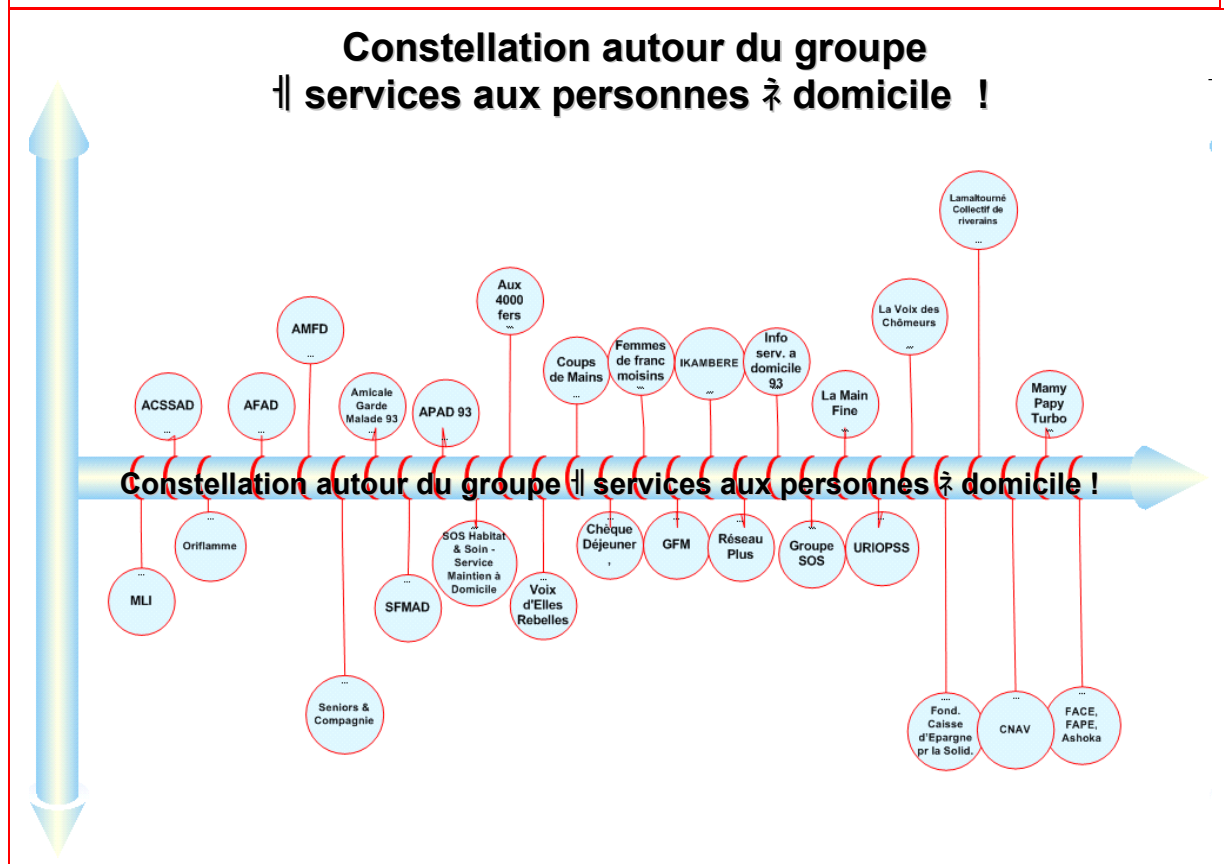 Constellation autour du groupe
╢ services aux personnes ネ domicile !
Lamaltourné
Collectif de
riverains
...
Aux
4000
fers
...
La Voix des
Chômeurs
...
AMFD
...
Coups
de Mains
...
Femmes
de franc
moisins
...
IKAMBERE
...
Info
serv. a
domicile
93
...
ACSSAD
...
AFAD
...
Amicale
Garde
Malade 93
...
APAD 93
...
La Main
Fine
...
Mamy
Papy
Turbo
...
Constellation autour du groupe ╢ services aux personnes ネ domicile !
...
MLI
...
Oriflamme
...
Seniors &
Compagnie
...
SFMAD
...
SOS Habitat
& Soin -
Service
Maintien à
Domicile
...
Voix
d'Elles
Rebelles
...
Chèque
Déjeuner
,
...
GFM
...
Réseau
Plus
...
Groupe
SOS
...
URIOPSS
....
Fond.
Caisse
d'Epargne
pr la Solid.
...
CNAV
...
FACE,
FAPE,
Ashoka